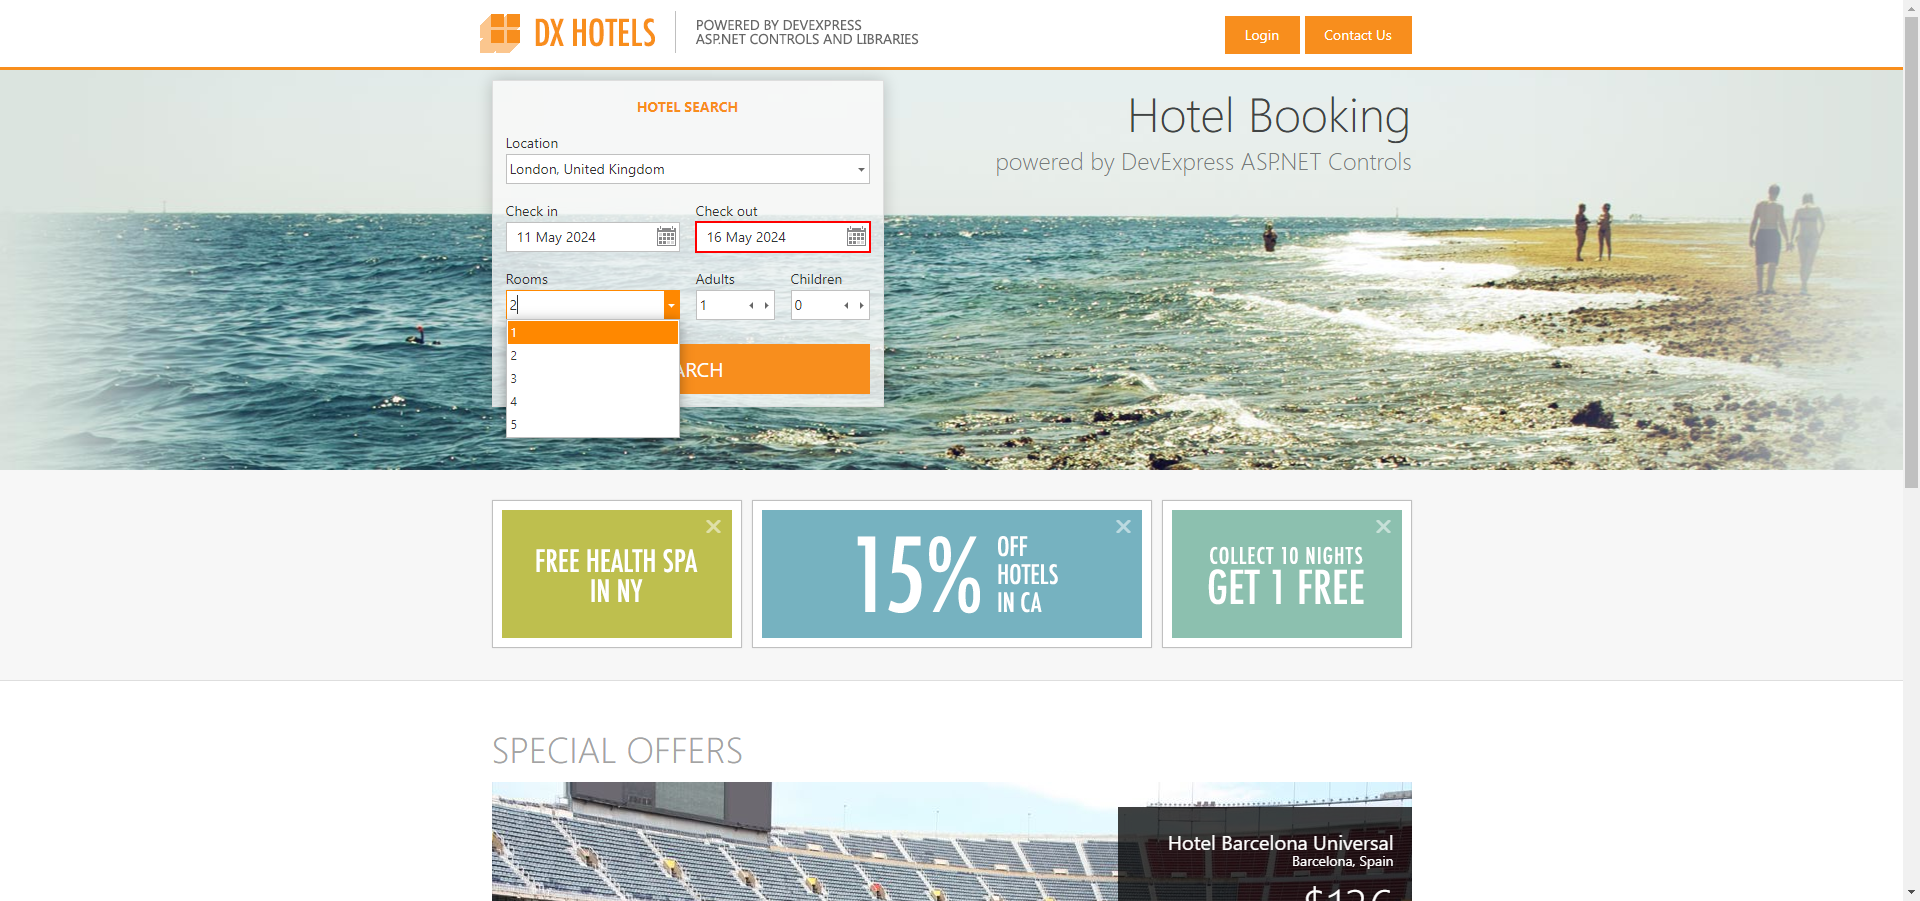 DX HOTELS
POWERED BY DEVEXPRESS
ASP.NET CONTROLS AND LIBRARIES
Login
Contact Us
HOTEL SEARCH
Location
London, United Kingdom
Check in
Check out
11 May 2024
16 May 2024
Rooms
Adults
Children
2
1
0
1
2
3
4
5
ARCH
Hotel Booking
powered by DevExpress ASP.NET Controls
FREE HEALTH SPA
IN NY
15%
OFF
HOTELS
IN CA
COLLECT 10 NIGHTS
GET 1 FREE
SPECIAL OFFERS
Hotel Barcelona Universal
Barcelona, Spain